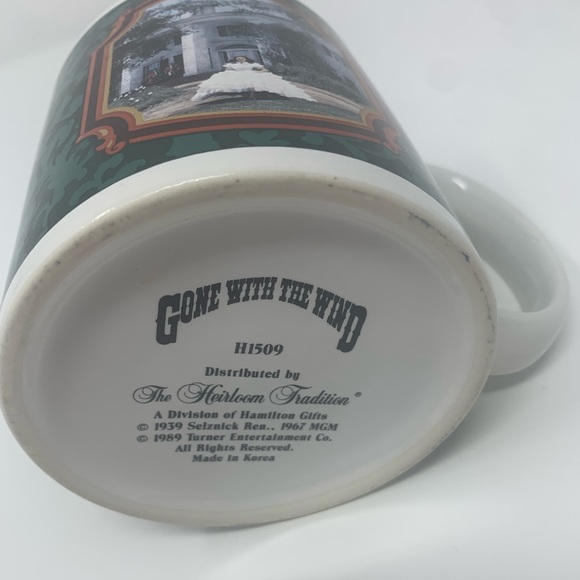 GONE WITH THE WIND
H1509
Distributed by
The Heirloom Tradition®
A Division of Hamilton Gifts
© 1939 Selznick Ren., 1967 MGM
© 1989 Turner Entertainment Co.
All Rights Reserved.
Made in Korea